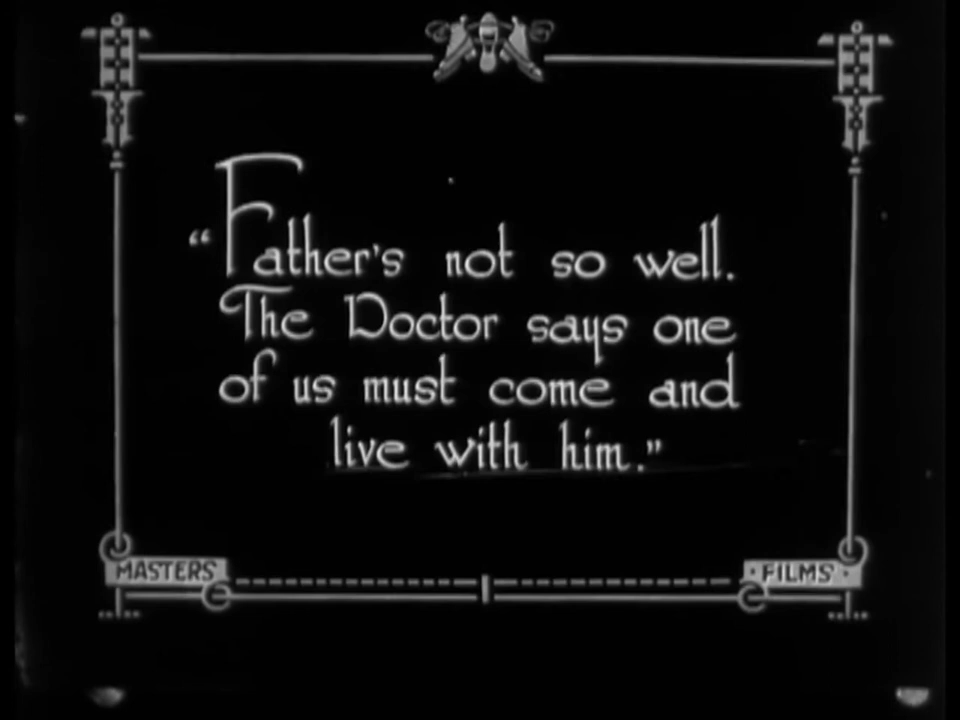 “Father's not so well.
The Doctor says one
of us must come and
live with him.”
MASTERS
· FILMS ·